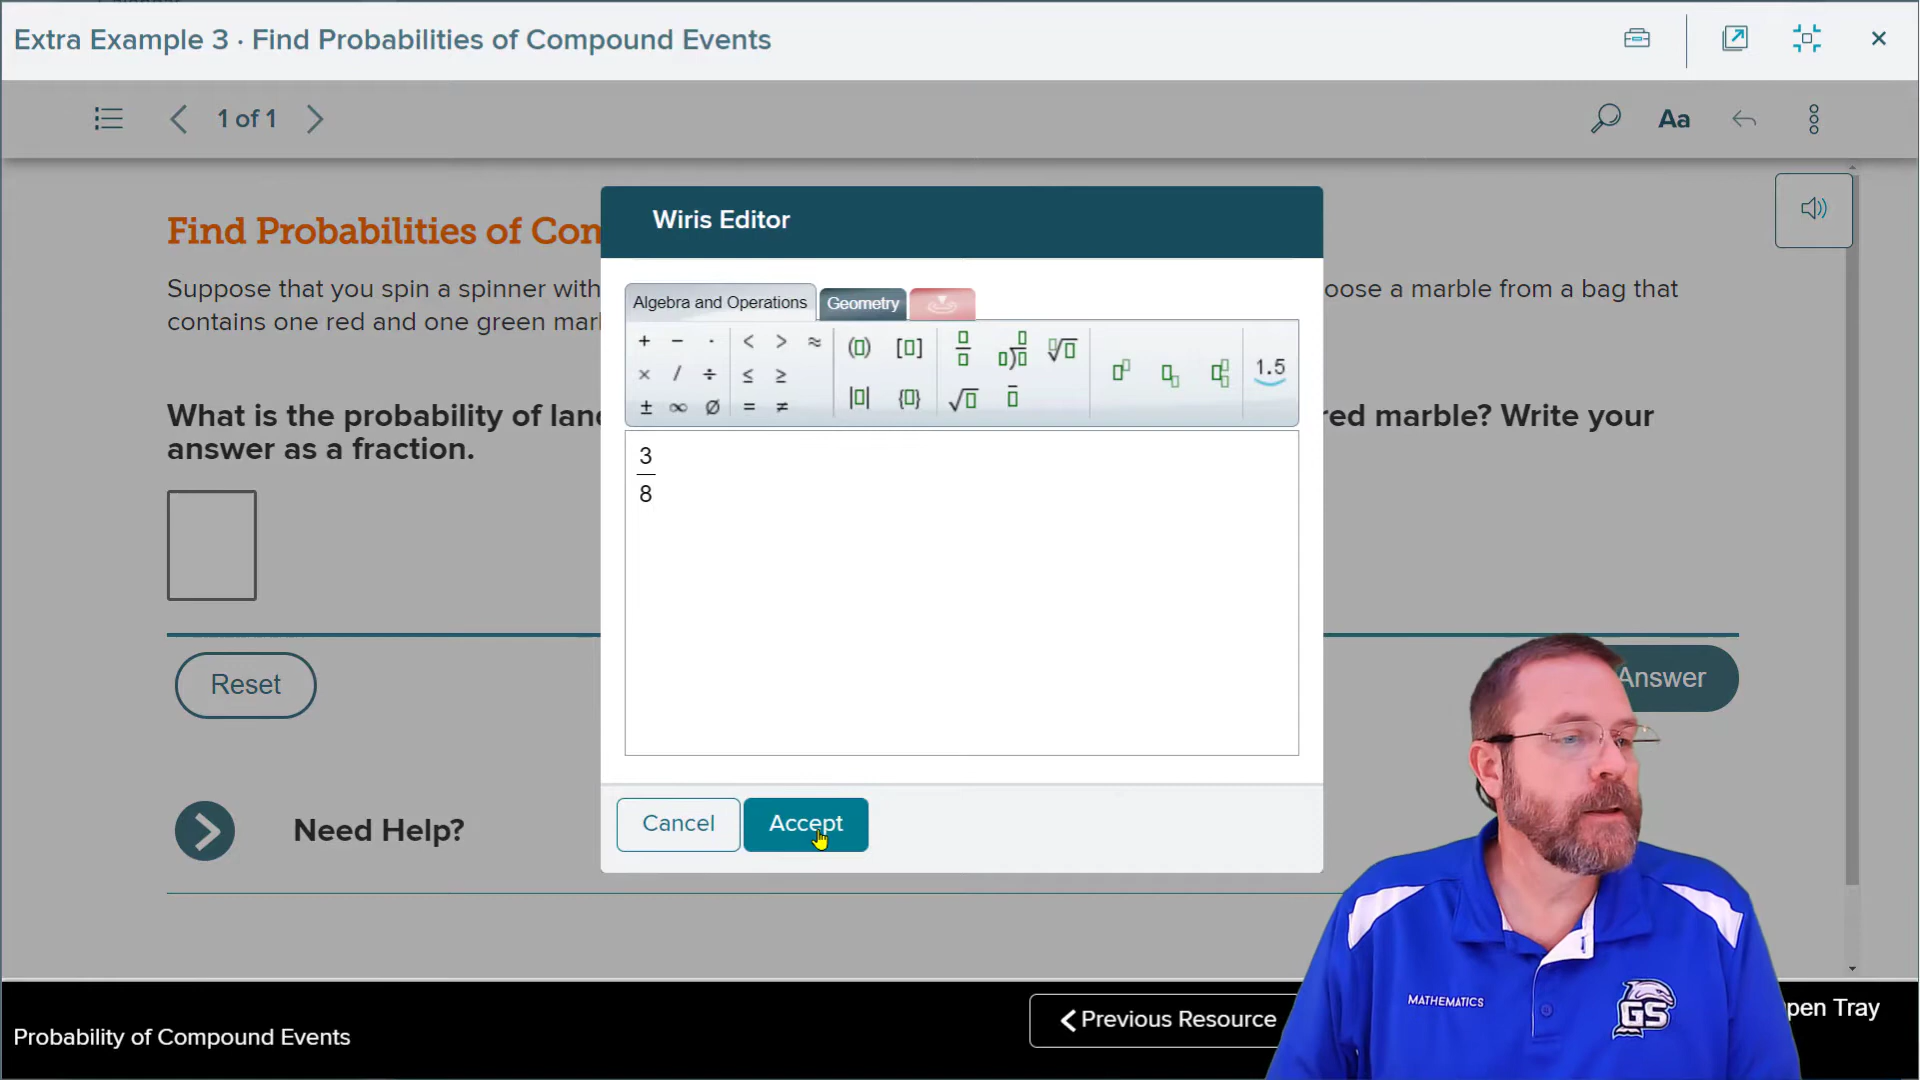 Extra Example 3 · Find Probabilities of Compound Events
1 of 1
Aa
Find Probabilities of Com
Suppose that you spin a spinner with
oose a marble from a bag that
contains one red and one green mar
What is the probability of lan
red marble? Write your
answer as a fraction.
Wiris Editor
Algebra and Operations
Geometry
+ − · < > ≈ (▯) [▯]
× / ÷ ≤ ≥
± ∞ ∅ = ≠ |▯| {▯} √▯
1.5
3
8
Cancel
Accept
Reset
Answer
Need Help?
MATHEMATICS
GS
Previous Resource
pen Tray
Probability of Compound Events